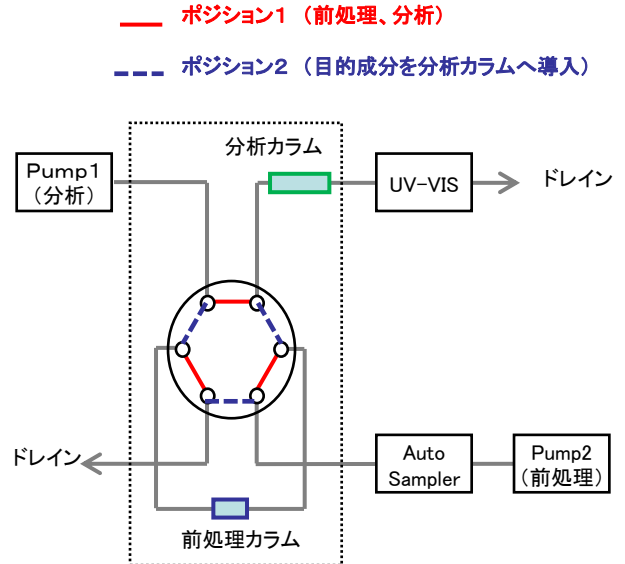 ポジション1 (前処理、分析)
ポジション2 (目的成分を分析カラムへ導入)
分析カラム
Pump1
(分析)
UV-VIS
ドレイン
ドレイン
Auto
Sampler
Pump2
(前処理)
前処理カラム